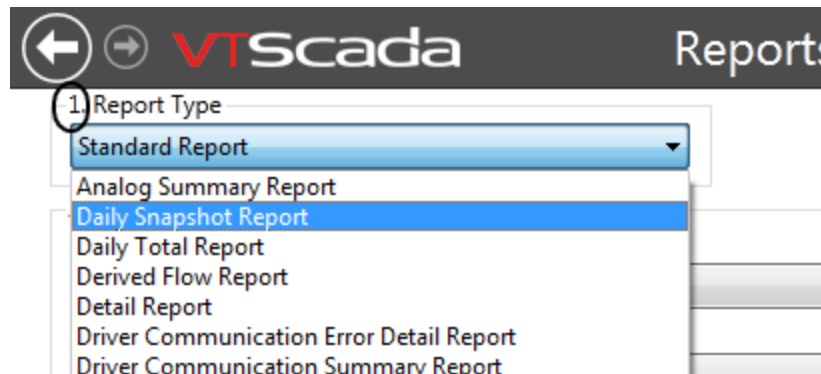 VTScada Reports
1. Report Type
Standard Report
Analog Summary Report
Daily Snapshot Report
Daily Total Report
Derived Flow Report
Detail Report
Driver Communication Error Detail Report
Driver Communication Summary Report